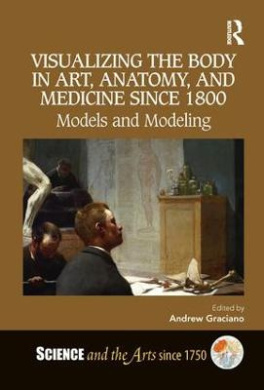 VISUALIZING THE BODY
IN ART, ANATOMY, AND
MEDICINE SINCE 1800
Models and Modeling
Edited by
Andrew Graciano
SCIENCE and the ARTS since 1750